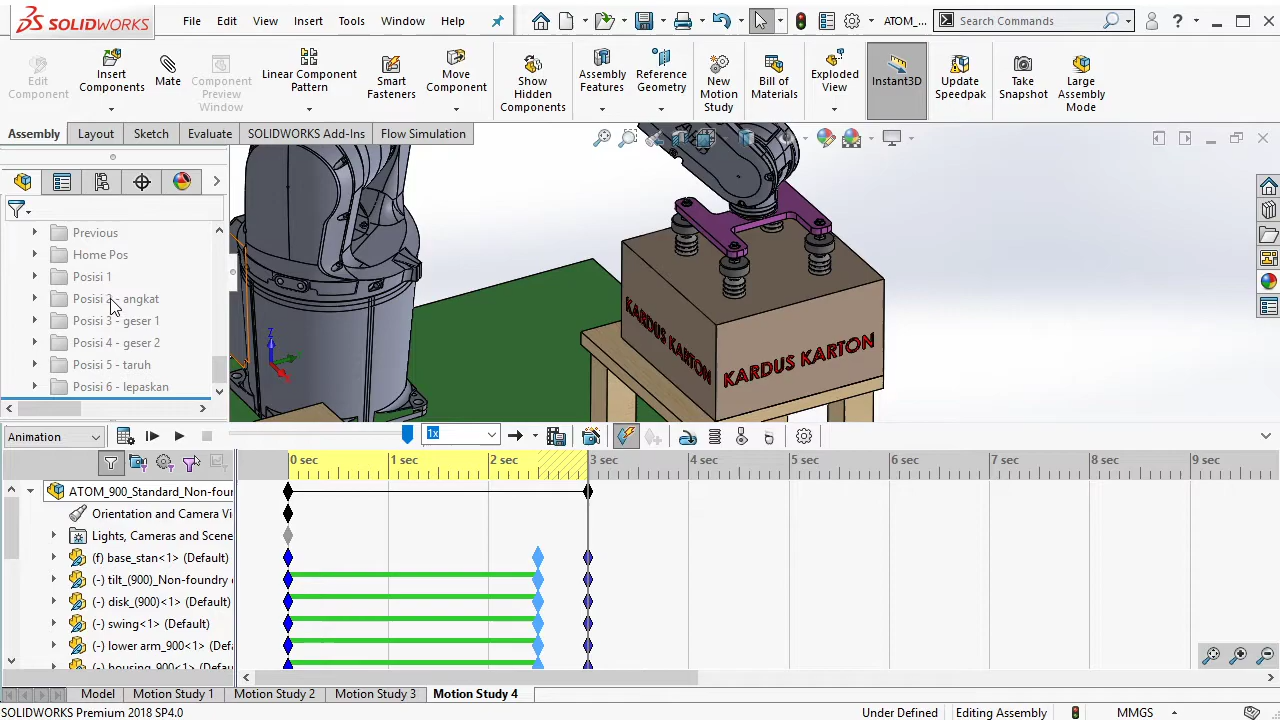 SOLIDWORKS File Edit View Insert Tools Window Help ATOM_... Search Commands ?
Edit Component
Insert Components
Mate
Component Preview Window
Linear Component Pattern
Smart Fasteners
Move Component
Show Hidden Components
Assembly Features
Reference Geometry
New Motion Study
Bill of Materials
Exploded View
Instant3D
Update Speedpak
Take Snapshot
Large Assembly Mode
Assembly Layout Sketch Evaluate SOLIDWORKS Add-Ins Flow Simulation
Previous
Home Pos
Posisi 1
Posisi 2 - angkat
Posisi 3 - geser 1
Posisi 4 - geser 2
Posisi 5 - taruh
Posisi 6 - lepaskan
Z
KARDUS KARTON
KARDUS KARTON
Animation 1x
0 sec 1 sec 2 sec 3 sec 4 sec 5 sec 6 sec 7 sec 8 sec 9 sec
ATOM_900_Standard_Non-four
Orientation and Camera Vi
Lights, Cameras and Scene
(f) base_stan<1> (Default)
(-) tilt_(900)_Non-foundry
(-) disk_(900)<1> (Default)
(-) swing<1> (Default)
(-) lower arm_900<1> (Defa
(-) housing_900<1> (Def
Model Motion Study 1 Motion Study 2 Motion Study 3 Motion Study 4
SOLIDWORKS Premium 2018 SP4.0 Under Defined Editing Assembly MMGS